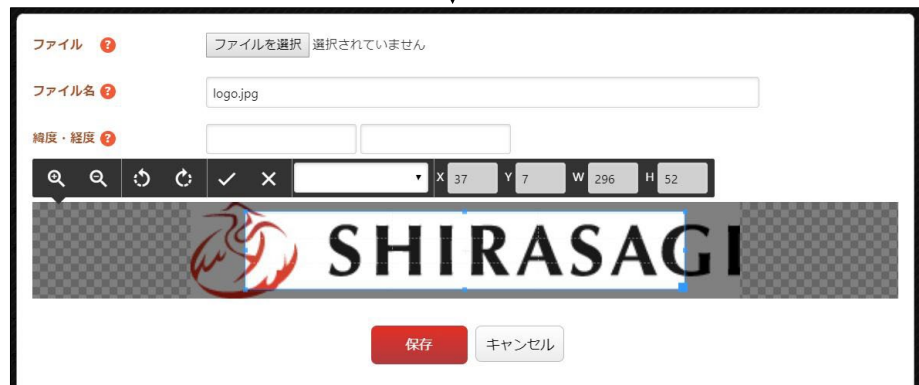 ファイル ? ファイルを選択 選択されていません
ファイル名 ? logo.jpg
緯度・経度 ?
X 37 Y 7 W 296 H 52
SHIRASAGI
保存 キャンセル